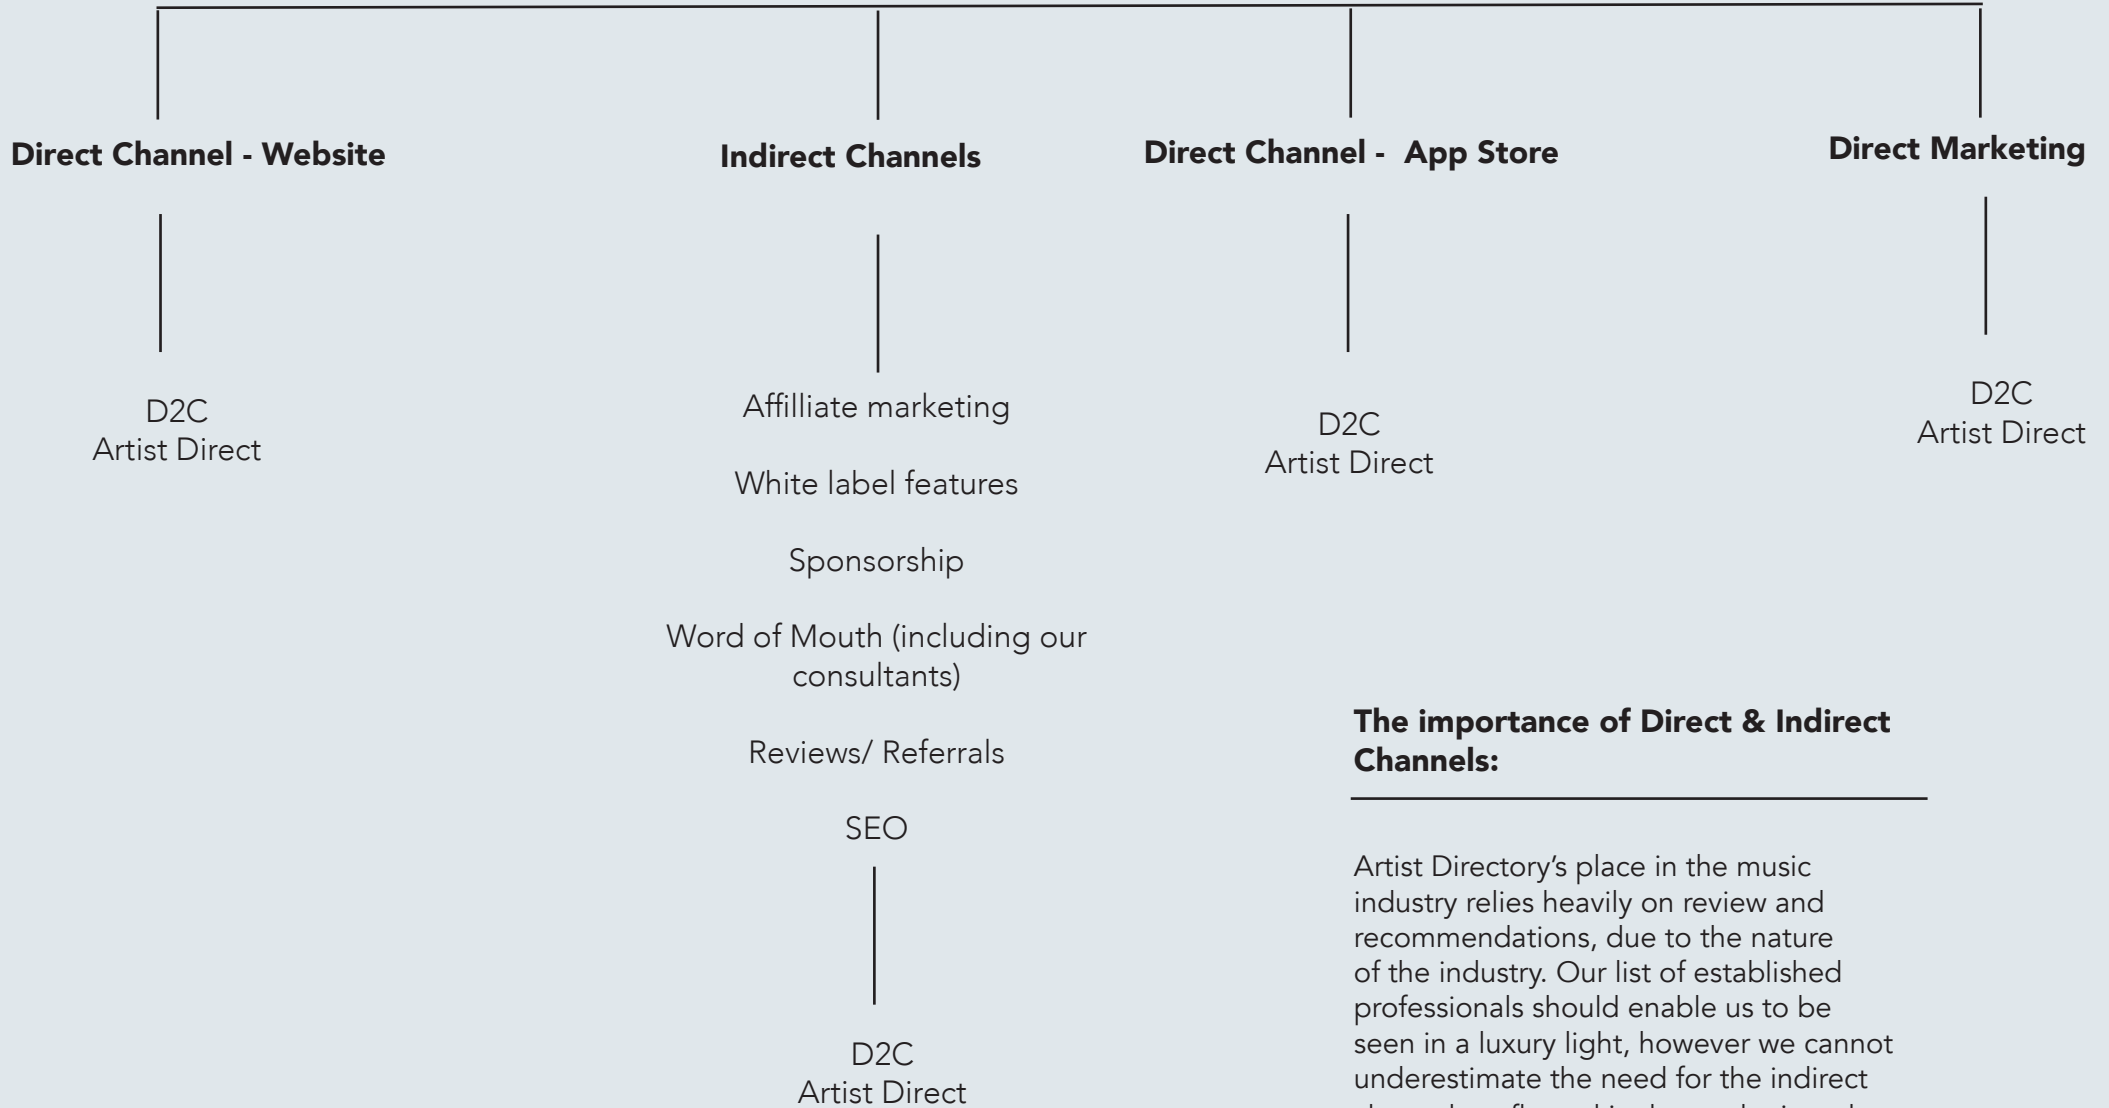 Direct Channel - Website
D2C
Artist Direct
Indirect Channels
Affilliate marketing
White label features
Sponsorship
Word of Mouth (including our
consultants)
Reviews/ Referrals
SEO
D2C
Artist Direct
Direct Channel -  App Store
D2C
Artist Direct
Direct Marketing
D2C
Artist Direct
The importance of Direct & Indirect
Channels:
Artist Directory’s place in the music
industry relies heavily on review and
recommendations, due to the nature
of the industry. Our list of established
professionals should enable us to be
seen in a luxury light, however we cannot
underestimate the need for the indirect